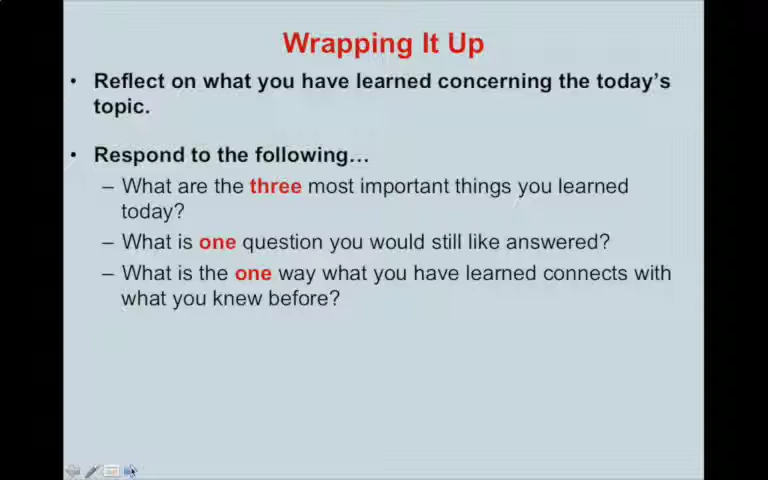 Wrapping It Up
• Reflect on what you have learned concerning the today's
topic.
• Respond to the following…
– What are the three most important things you learned
today?
– What is one question you would still like answered?
– What is the one way what you have learned connects with
what you knew before?